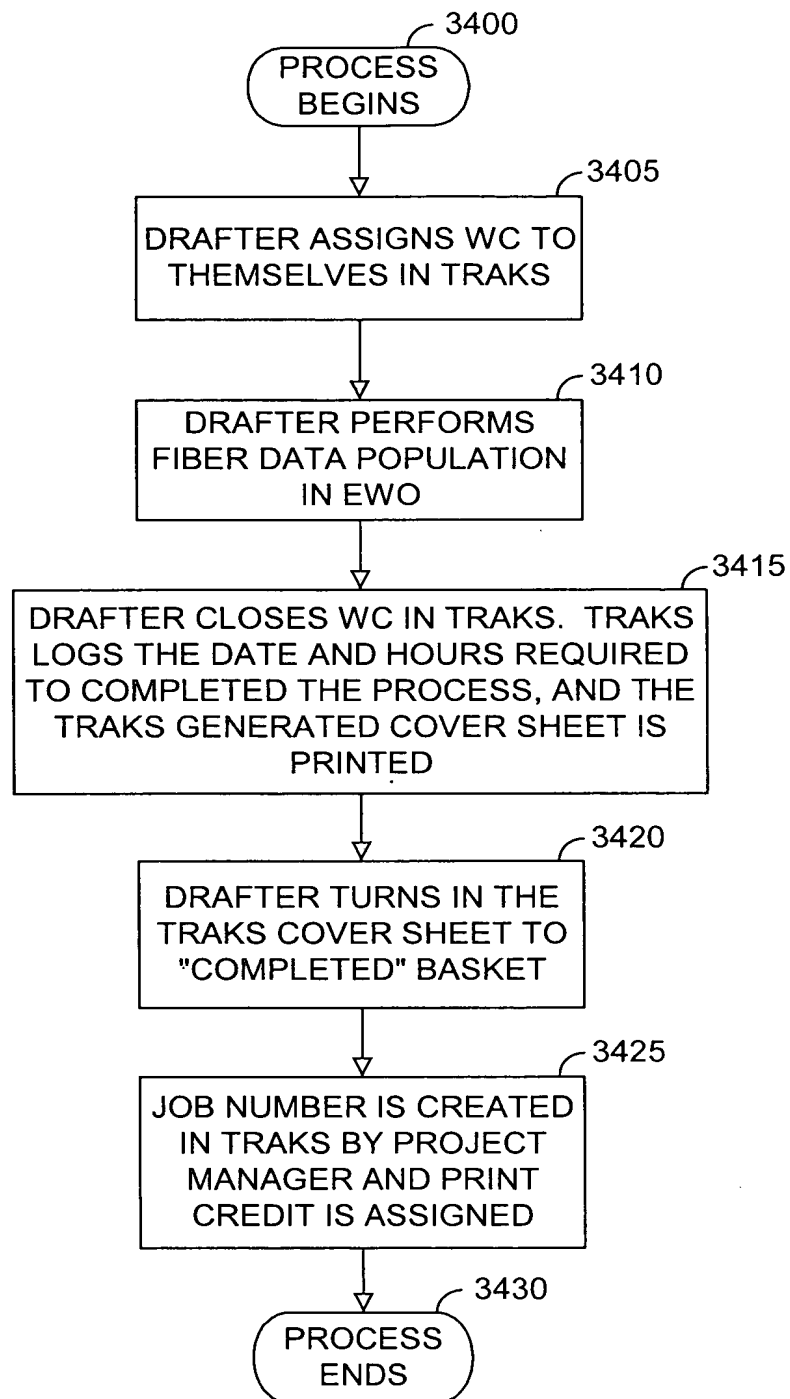 3400
PROCESS
BEGINS
3405
DRAFTER ASSIGNS WC TO
THEMSELVES IN TRAKS
3410
DRAFTER PERFORMS
FIBER DATA POPULATION
IN EWO
3415
DRAFTER CLOSES WC IN TRAKS. TRAKS
LOGS THE DATE AND HOURS REQUIRED
TO COMPLETED THE PROCESS, AND THE
TRAKS GENERATED COVER SHEET IS
PRINTED
3420
DRAFTER TURNS IN THE
TRAKS COVER SHEET TO
"COMPLETED" BASKET
3425
JOB NUMBER IS CREATED
IN TRAKS BY PROJECT
MANAGER AND PRINT
CREDIT IS ASSIGNED
3430
PROCESS
ENDS